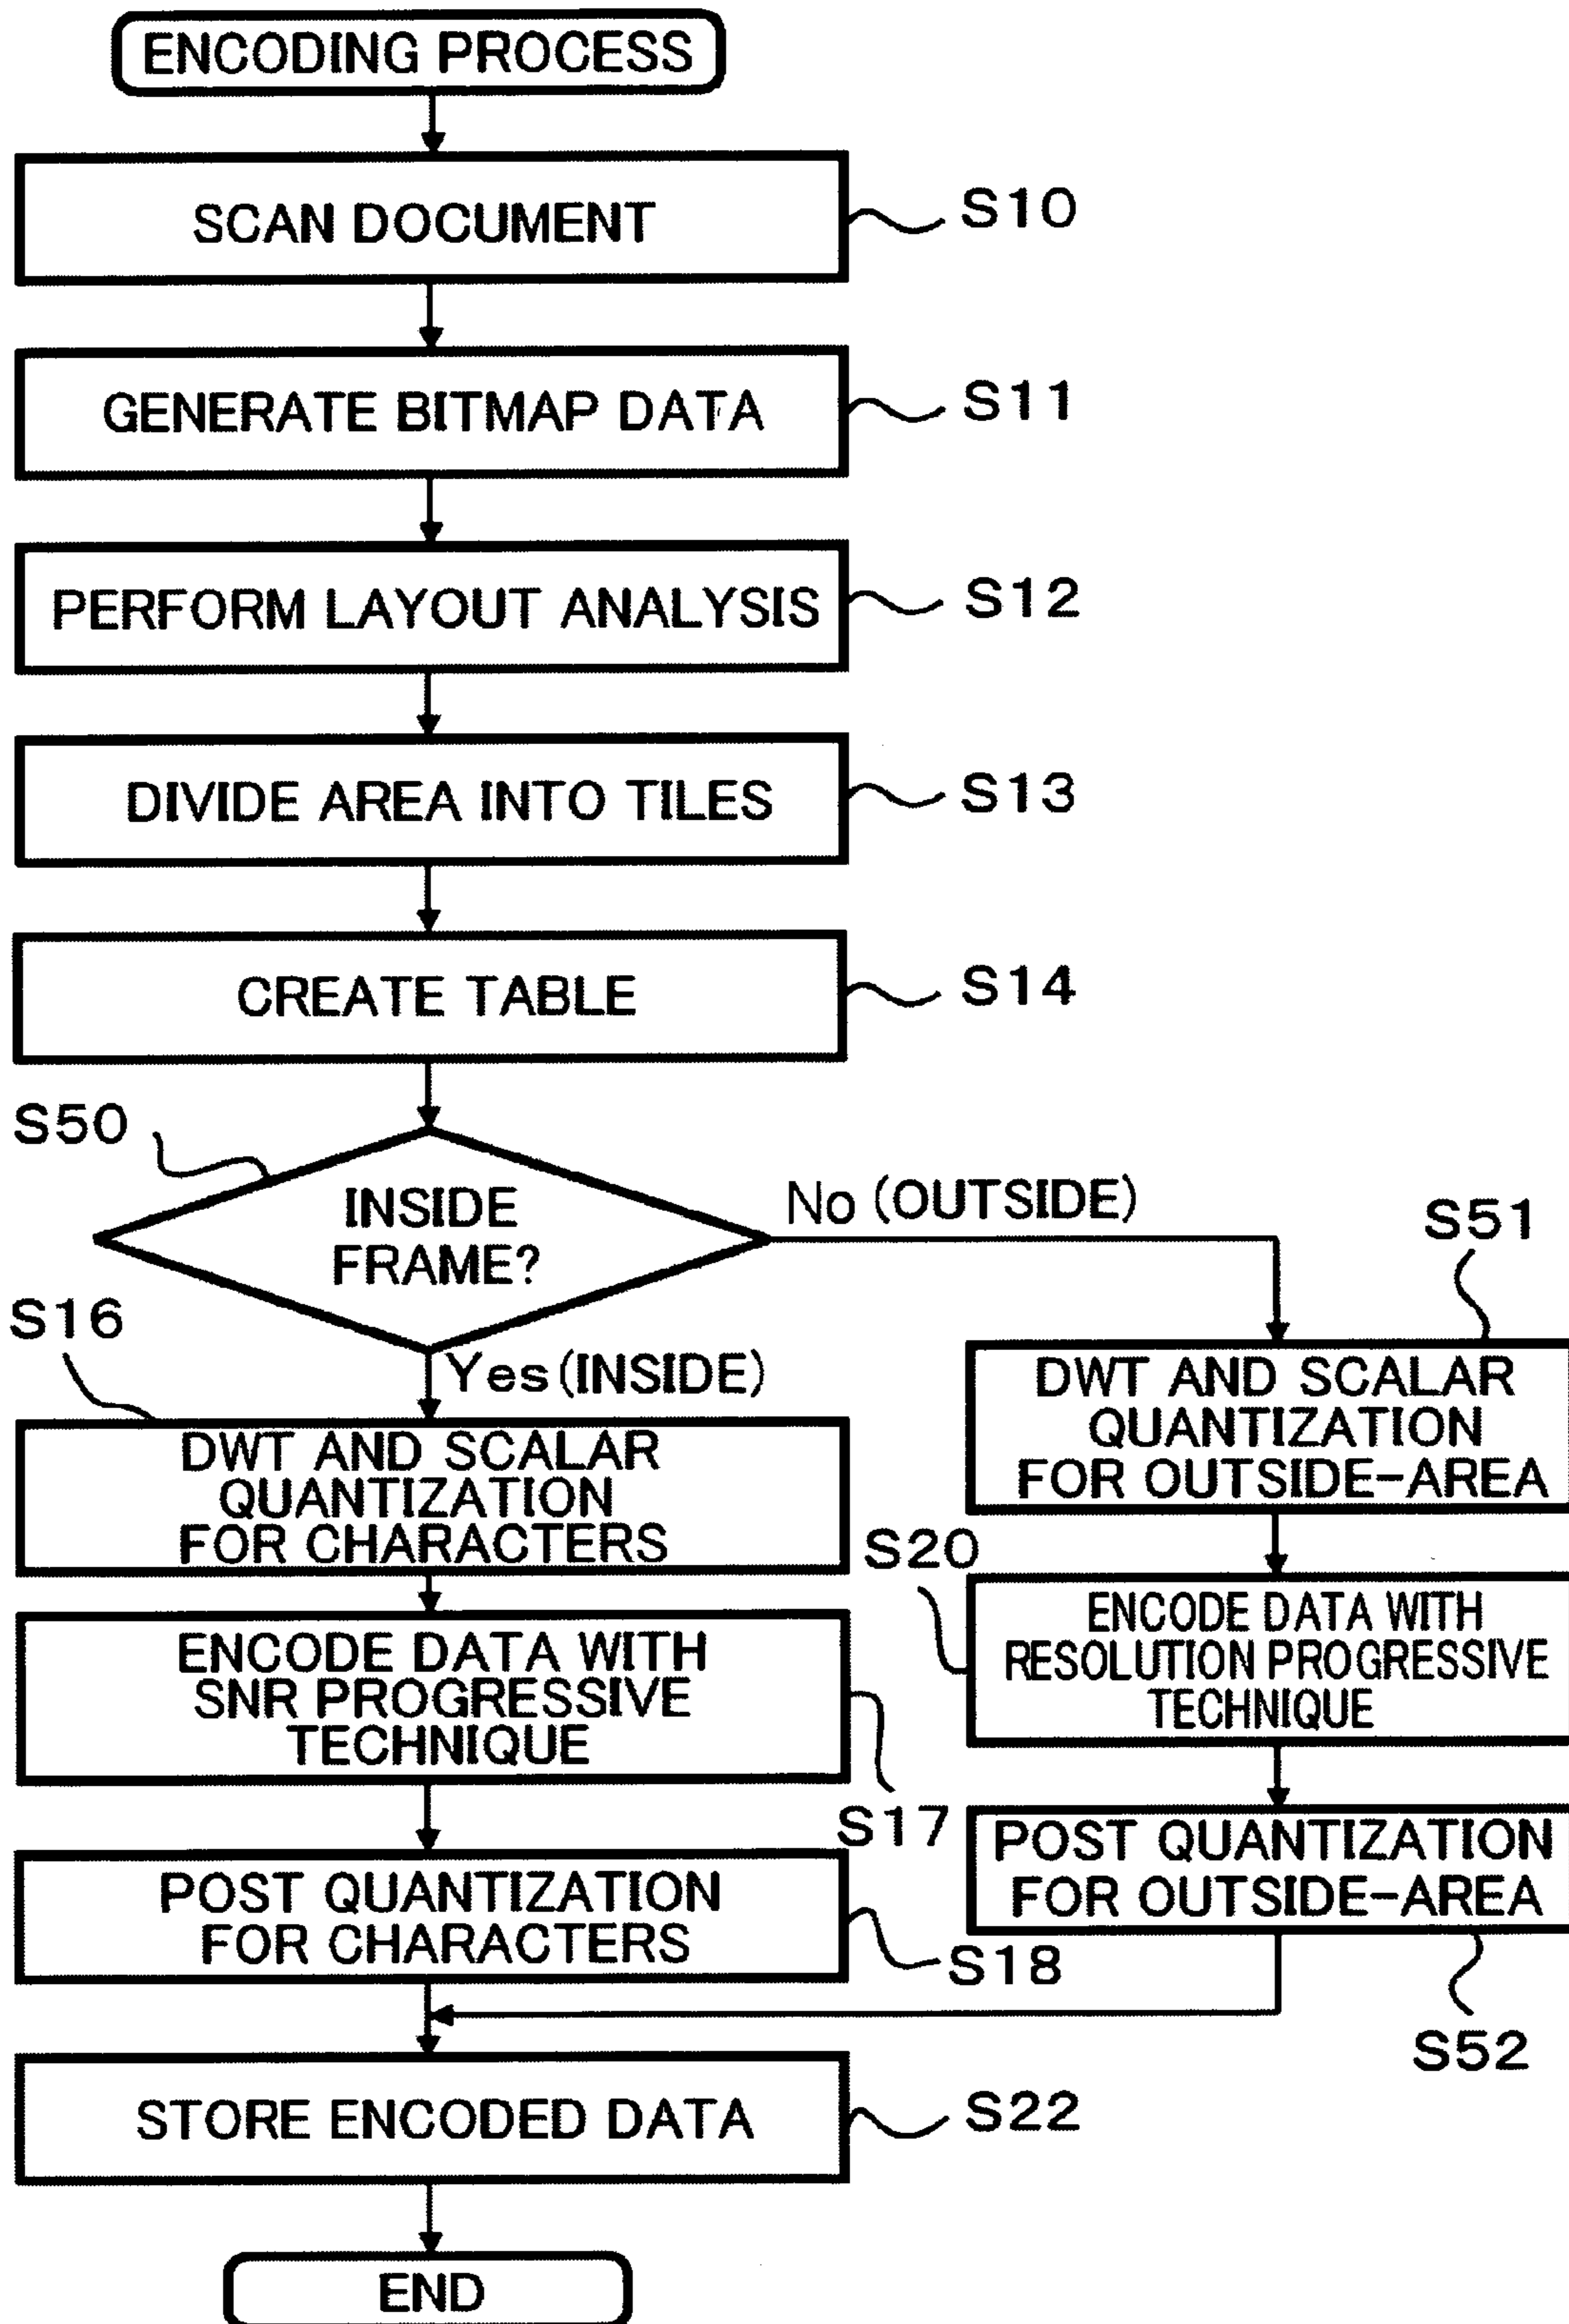 ENCODING PROCESS
SCAN DOCUMENT
S10
GENERATE BITMAP DATA
S11
PERFORM LAYOUT ANALYSIS
S12
DIVIDE AREA INTO TILES
S13
CREATE TABLE
S14
S50
INSIDE
FRAME?
No (OUTSIDE)
Yes (INSIDE)
S16
DWT AND SCALAR
QUANTIZATION
FOR CHARACTERS
ENCODE DATA WITH
SNR PROGRESSIVE
TECHNIQUE
S17
POST QUANTIZATION
FOR CHARACTERS
S18
S51
DWT AND SCALAR
QUANTIZATION
FOR OUTSIDE-AREA
S20
ENCODE DATA WITH
RESOLUTION PROGRESSIVE
TECHNIQUE
POST QUANTIZATION
FOR OUTSIDE-AREA
S52
STORE ENCODED DATA
S22
END